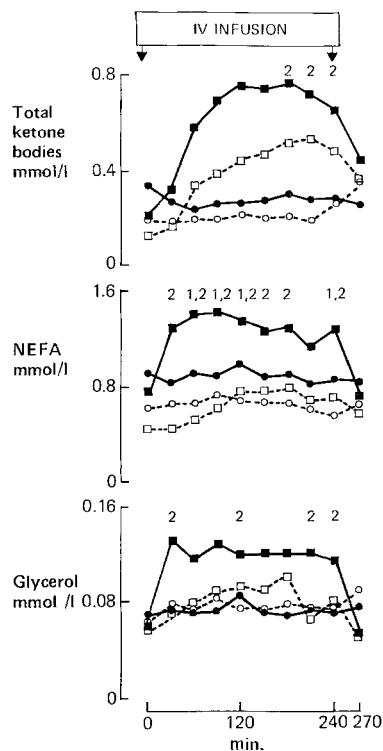 IV INFUSION
2 2 2
0.8
Total
ketone
bodies
mmol/l
0.4
0
1.6
2 1,2 1,2 1,2 2 2 1,2
NEFA
mmol/l
0.8
0
0.16
2 2 2 2
Glycerol
mmol /l
0.08
0
0 120 240 270
min.